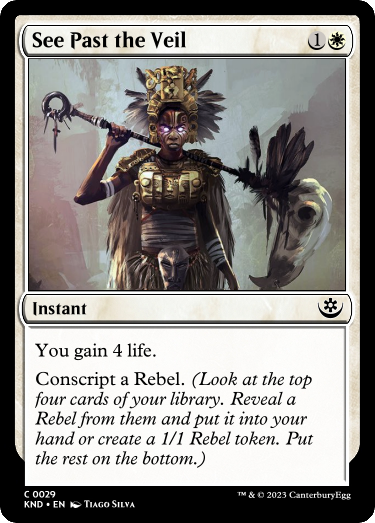 See Past the Veil 1
Instant
You gain 4 life.
Conscript a Rebel. (Look at the top
four cards of your library. Reveal a
Rebel from them and put it into your
hand or create a 1/1 Rebel token. Put
the rest on the bottom.)
C 0029
KND • EN Tiago Silva
™ & © 2023 CanterburyEgg